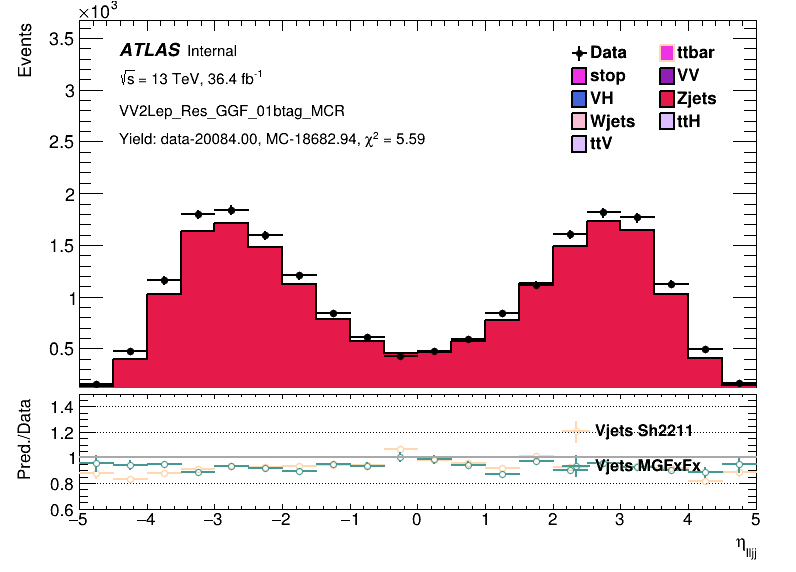 ×10³
Events
3.5
3
2.5
2
1.5
1
0.5
ATLAS Internal
√s = 13 TeV, 36.4 fb⁻¹
VV2Lep_Res_GGF_01btag_MCR
Yield: data-20084.00, MC-18682.94, χ² = 5.59
Data ttbar
stop VV
VH Zjets
Wjets ttH
ttV
Pred./Data
1.4
1.2
1
0.8
0.6
Vjets Sh2211
Vjets MGFxFx
−5 −4 −3 −2 −1 0 1 2 3 4 5
η_lljj